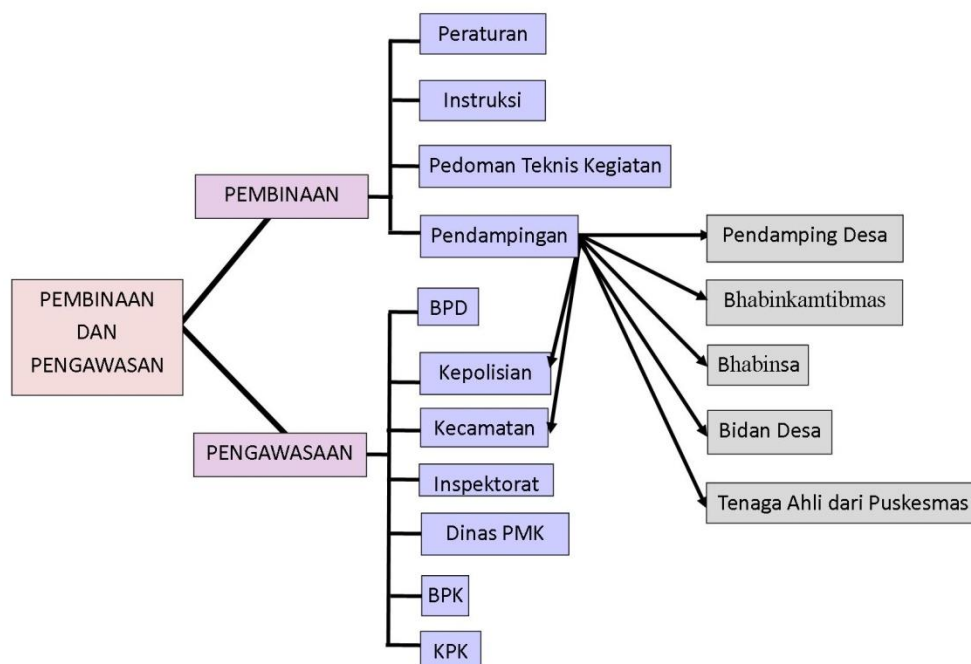 PEMBINAAN
DAN
PENGAWASAN
PEMBINAAN
Peraturan
Instruksi
Pedoman Teknis Kegiatan
Pendampingan
Pendamping Desa
Bhabinkamtibmas
Bhabinsa
Bidan Desa
Tenaga Ahli dari Puskesmas
PENGAWASAAN
BPD
Kepolisian
Kecamatan
Inspektorat
Dinas PMK
BPK
KPK